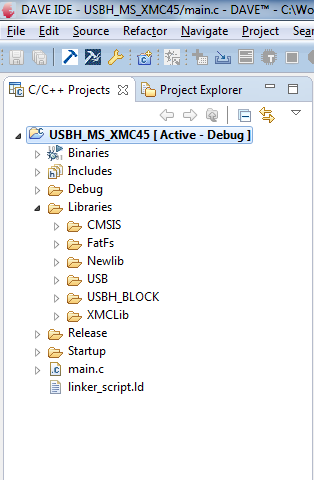 DAVE IDE - USBH_MS_XMC45/main.c - DAVE™ - C:\Wo
File Edit Source Refactor Navigate Project Sea
C/C++ Projects Project Explorer
USBH_MS_XMC45 [ Active - Debug ]
Binaries
Includes
Debug
Libraries
CMSIS
FatFs
Newlib
USB
USBH_BLOCK
XMCLib
Release
Startup
main.c
linker_script.ld